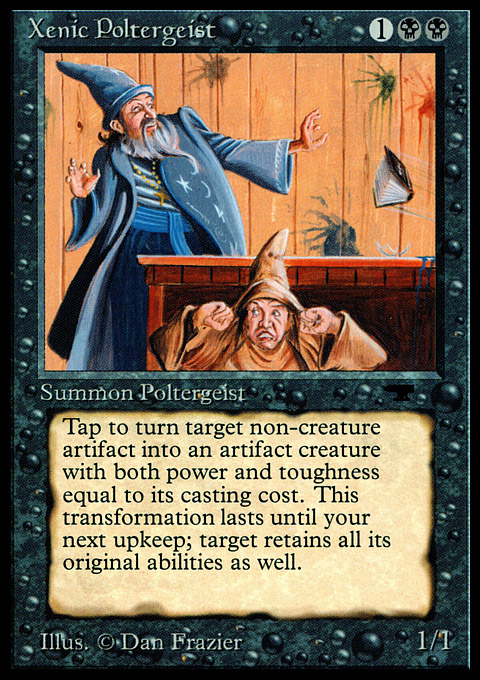 Xenic Poltergeist 1
Summon Poltergeist
Tap to turn target non-creature
artifact into an artifact creature
with both power and toughness
equal to its casting cost. This
transformation lasts until your
next upkeep; target retains all its
original abilities as well.
Illus. © Dan Frazier 1/1